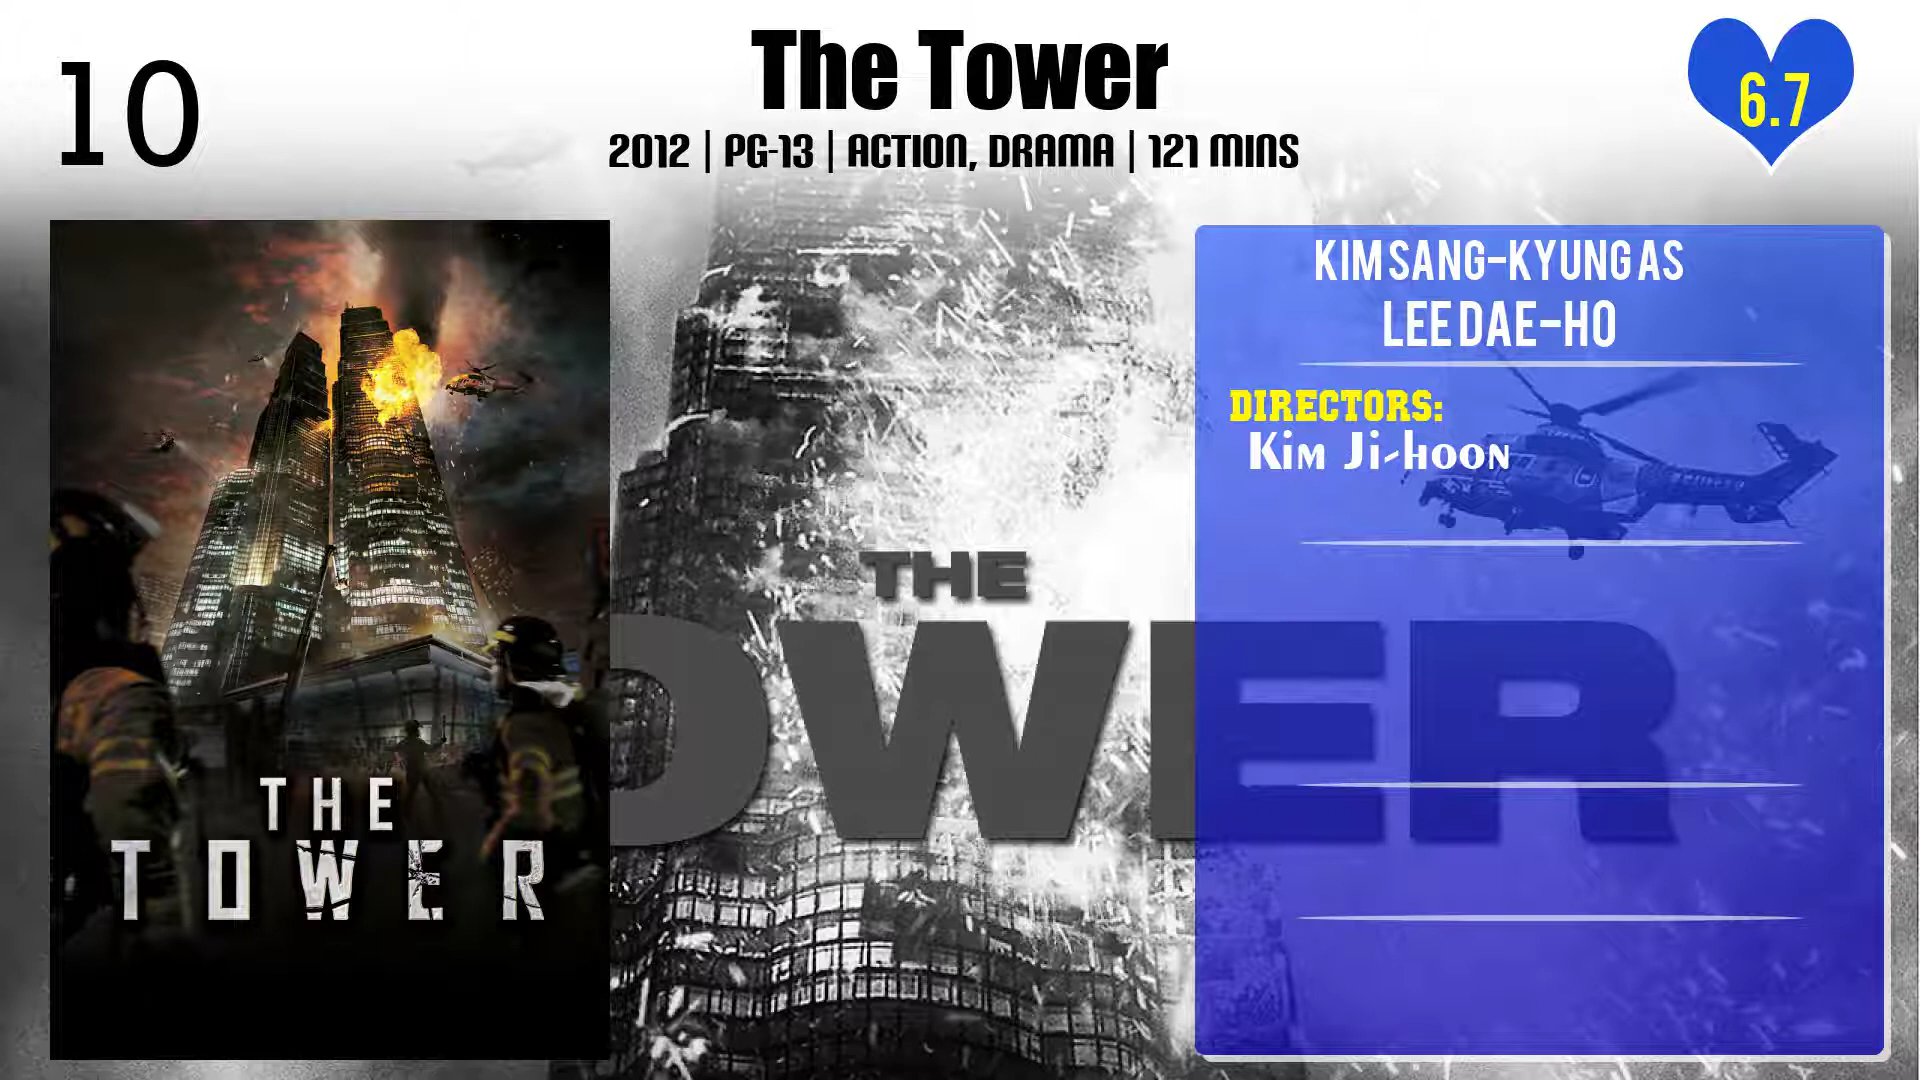 10
The Tower
2012 | PG-13 | ACTION, DRAMA | 121 MINS
6.7
THE
TOWER
THE
OWER
KIM SANG-KYUNG AS
LEE DAE-HO
DIRECTORS:
Kim Ji-hoon